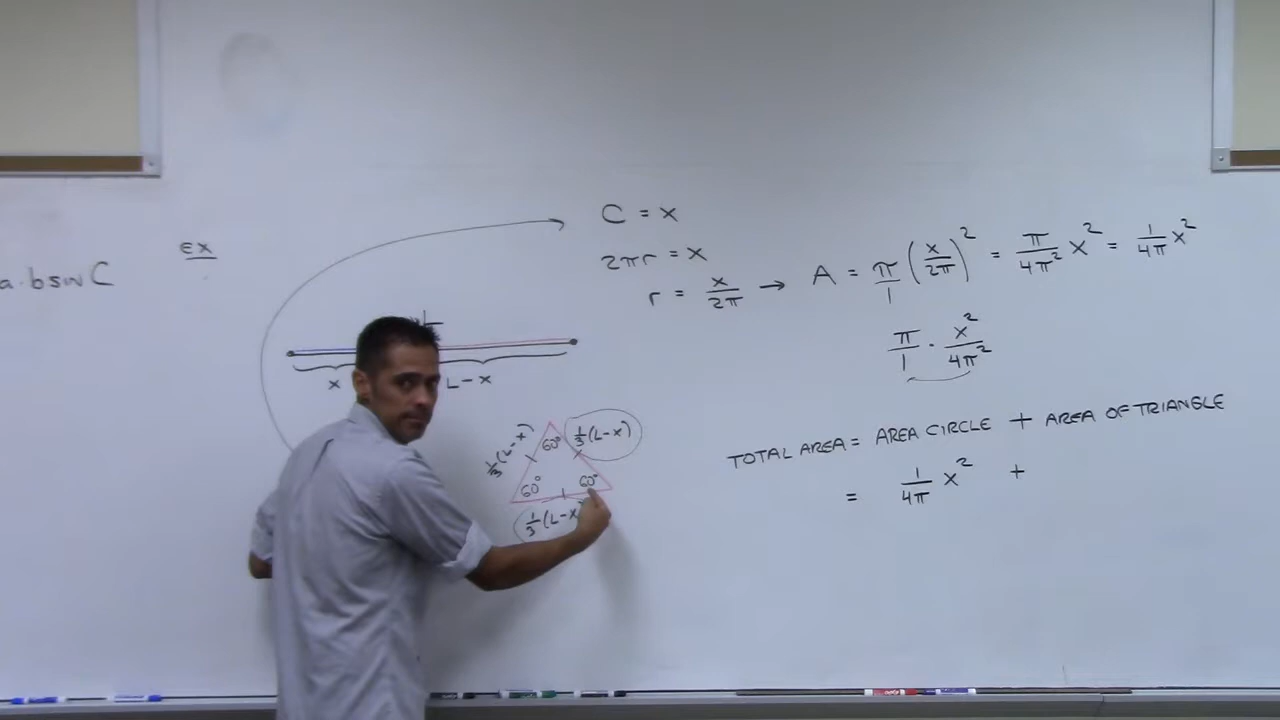 a·b sin C
EX
L
x
L-x
C = x
2πr = x
r = x/2π → A = π/1 (x/2π)² = π/4π² x² = 1/4π x²
π/1 · x²/4π²
1/3(L-x)
1/3(L-x)
60°
60°
60°
1/3(L-x
TOTAL AREA = AREA CIRCLE + AREA OF TRIANGLE
= 1/4π x² +